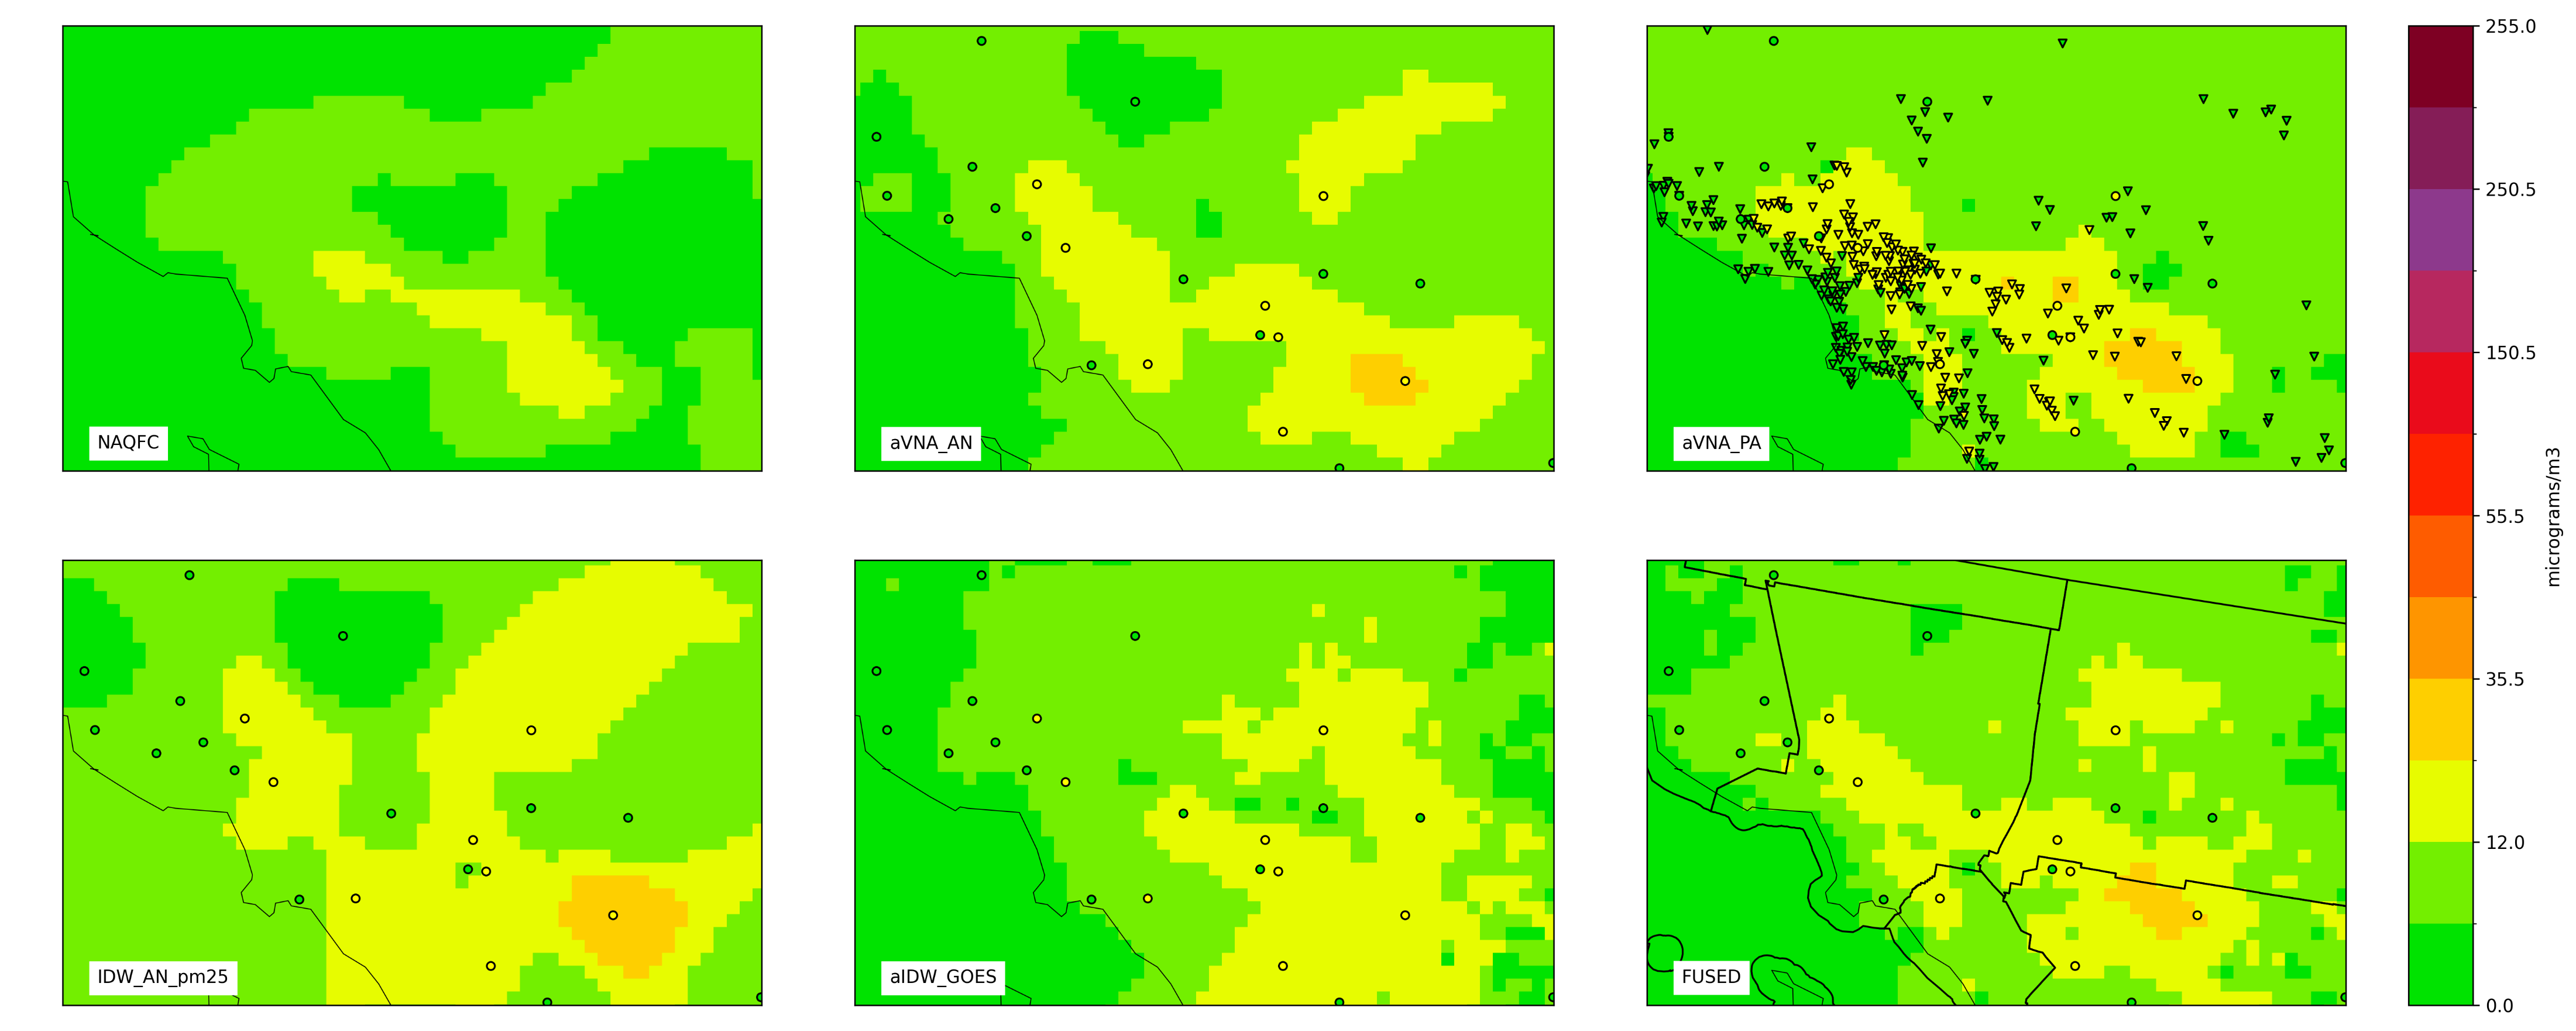 NAQFC
aVNA_AN
aVNA_PA
IDW_AN_pm25
aIDW_GOES
FUSED
255.0
250.5
150.5
55.5
35.5
12.0
0.0
micrograms/m3